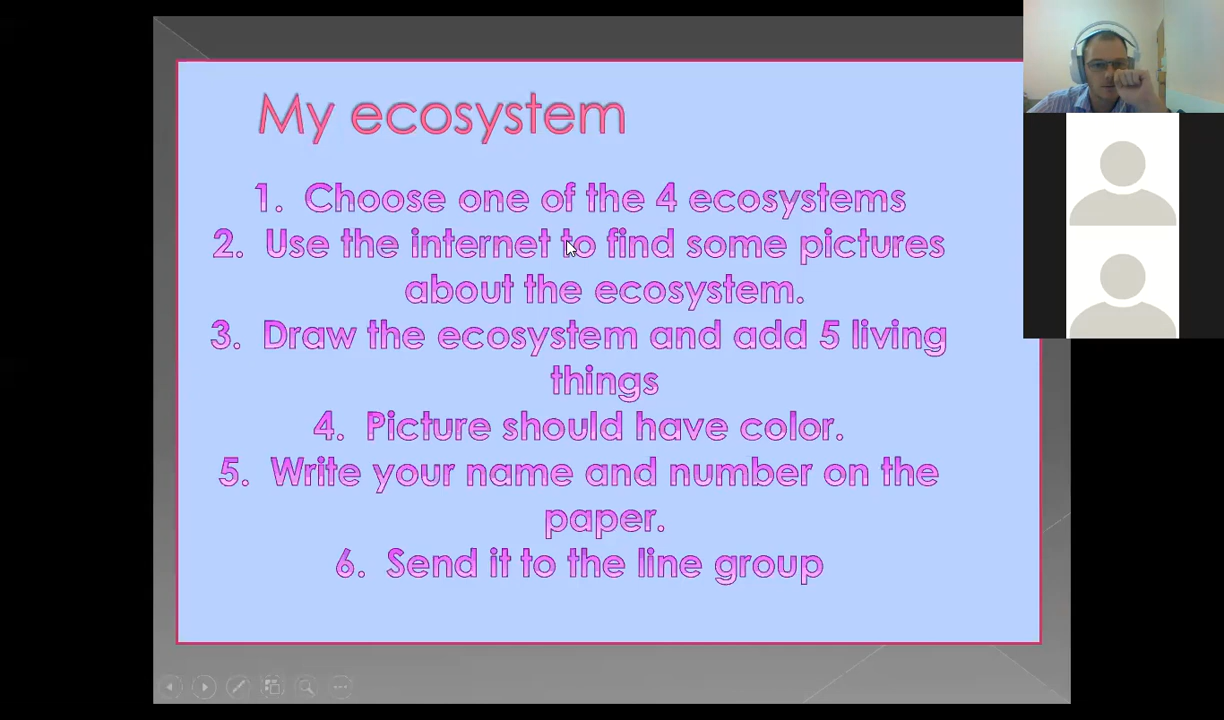 My ecosystem
1. Choose one of the 4 ecosystems
2. Use the internet to find some pictures
about the ecosystem.
3. Draw the ecosystem and add 5 living
things
4. Picture should have color.
5. Write your name and number on the
paper.
6. Send it to the line group